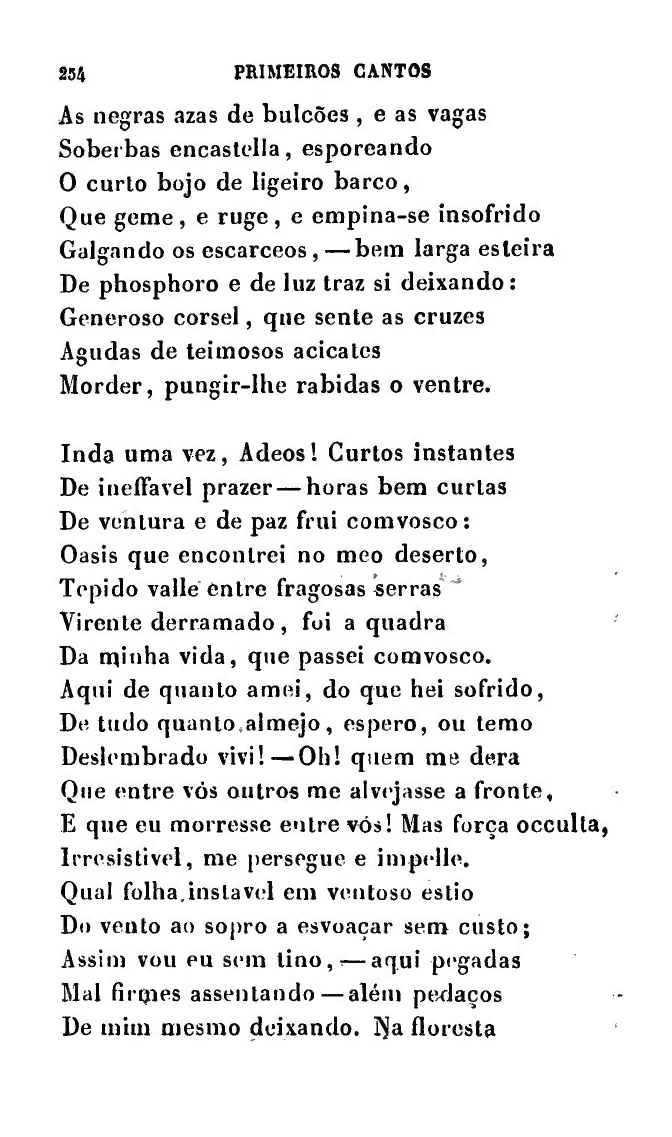 254 PRIMEIROS CANTOS
As negras azas de bulcões, e as vagas
Soberbas encastella, esporeando
O curto bojo de ligeiro barco,
Que geme, e ruge, e empina-se insofrido
Galgando os escarceos, — bem larga esteira
De phosphoro e de luz traz si deixando:
Generoso corsel, que sente as cruzes
Agudas de teimosos acicates
Morder, pungir-lhe rabidas o ventre.
Inda uma vez, Adeos! Curtos instantes
De ineffavel prazer — horas bem curtas
De ventura e de paz frui comvosco:
Oasis que encontrei no meo deserto,
Tepido valle entre fragosas serras
Virente derramado, foi a quadra
Da minha vida, que passei comvosco.
Aqui de quanto amei, do que hei sofrido,
De tudo quanto almejo, espero, ou temo
Deslembrado vivi! — Oh! quem me dera
Que entre vós outros me alvejasse a fronte,
E que eu morresse entre vós! Mas força occulta,
Irresistivel, me persegue e impelle.
Qual folha instavel em ventoso estio
Do vento ao sopro a esvoaçar sem custo;
Assim vou eu sem tino, — aqui pegadas
Mal firmes assentando — além pedaços
De mim mesmo deixando. Na floresta